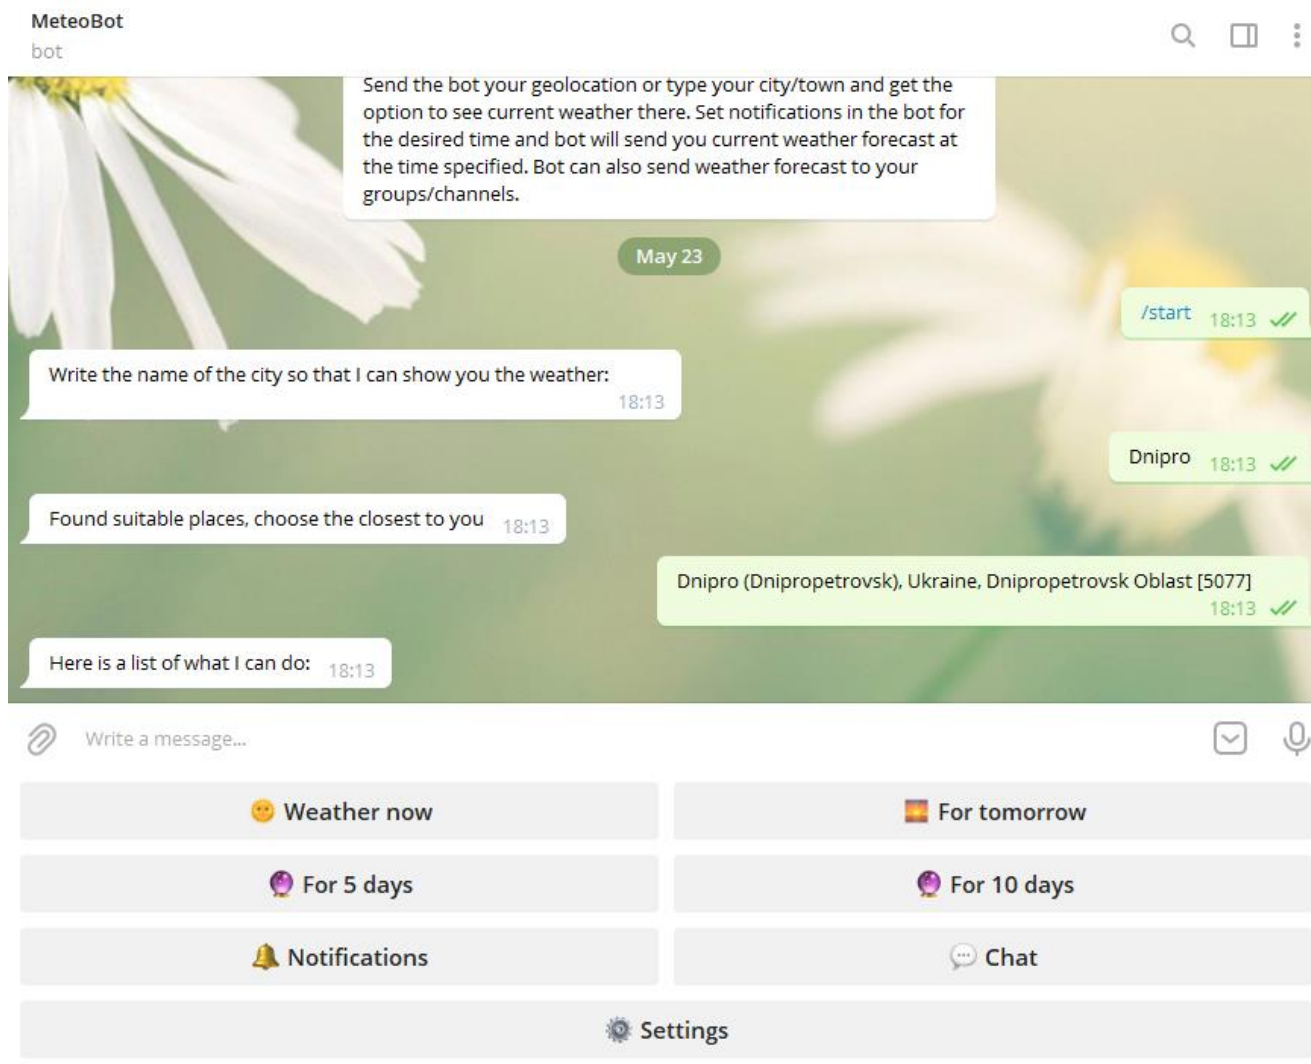 MeteoBot
bot
Send the bot your geolocation or type your city/town and get the
option to see current weather there. Set notifications in the bot for
the desired time and bot will send you current weather forecast at
the time specified. Bot can also send weather forecast to your
groups/channels.
May 23
/start 18:13
Write the name of the city so that I can show you the weather:
18:13
Dnipro 18:13
Found suitable places, choose the closest to you 18:13
Dnipro (Dnipropetrovsk), Ukraine, Dnipropetrovsk Oblast [5077]
18:13
Here is a list of what I can do: 18:13
Write a message...
Weather now
For tomorrow
For 5 days
For 10 days
Notifications
Chat
Settings